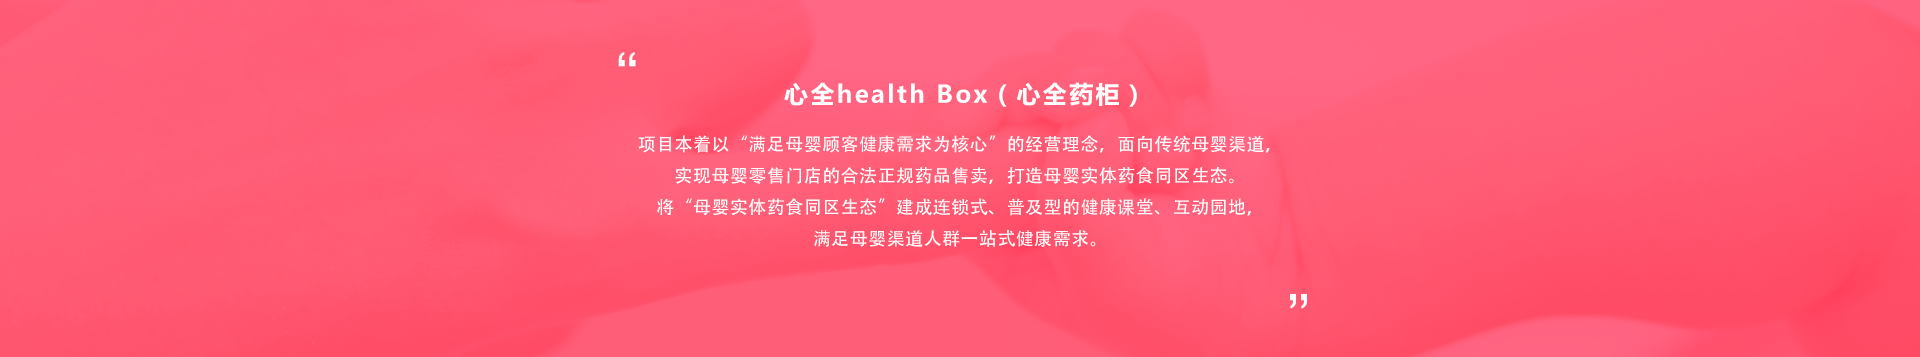 “
心全health Box（心全药柜）
项目本着以“满足母婴顾客健康需求为核心”的经营理念，面向传统母婴渠道，
实现母婴零售门店的合法正规药品售卖，打造母婴实体药食同区生态。
将“母婴实体药食同区生态”建成连锁式、普及型的健康课堂、互动园地，
满足母婴渠道人群一站式健康需求。
”